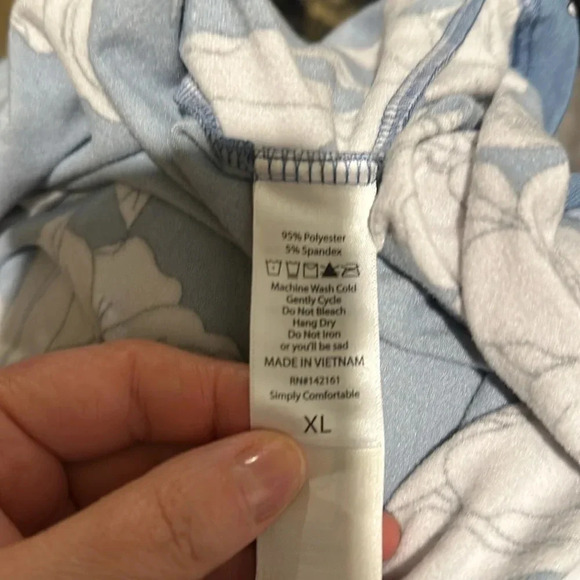 95% Polyester
5% Spandex
Machine Wash Cold
Gently Cycle
Do Not Bleach
Hang Dry
Do Not Iron
or you'll be sad
MADE IN VIETNAM
RN#142161
Simply Comfortable
XL